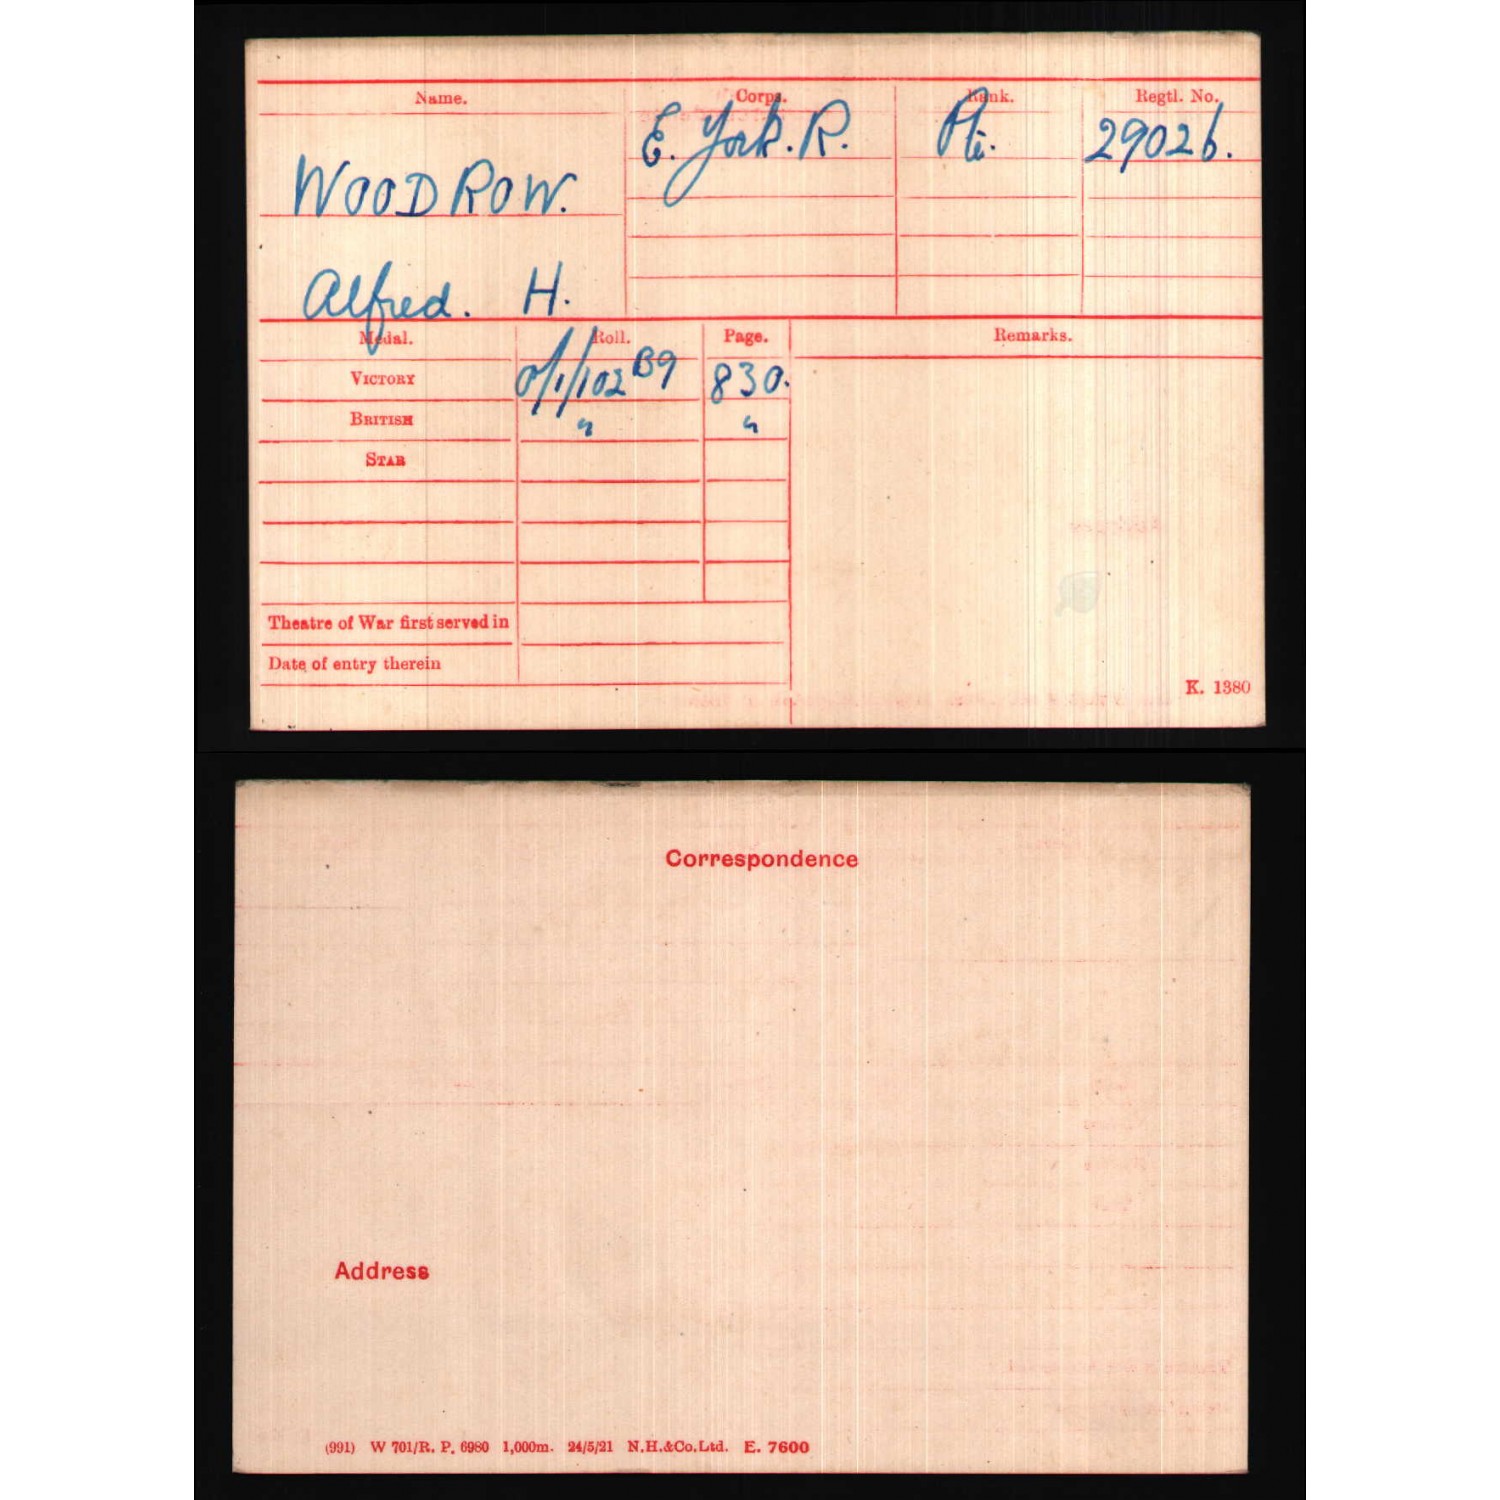 Name. Corps. Rank. Regtl. No.
E. York. R. Pte. 29026.
WOODROW.
Alfred. H.
Medal. Roll. Page. Remarks.
VICTORY 0/1/102 B9 830.
BRITISH " "
STAR
Theatre of War first served in
Date of entry therein
K. 1380
Correspondence
Address
(991) W 701/R. P. 6980 1,000m. 24/5/21 N.H.&Co.Ltd. E. 7600